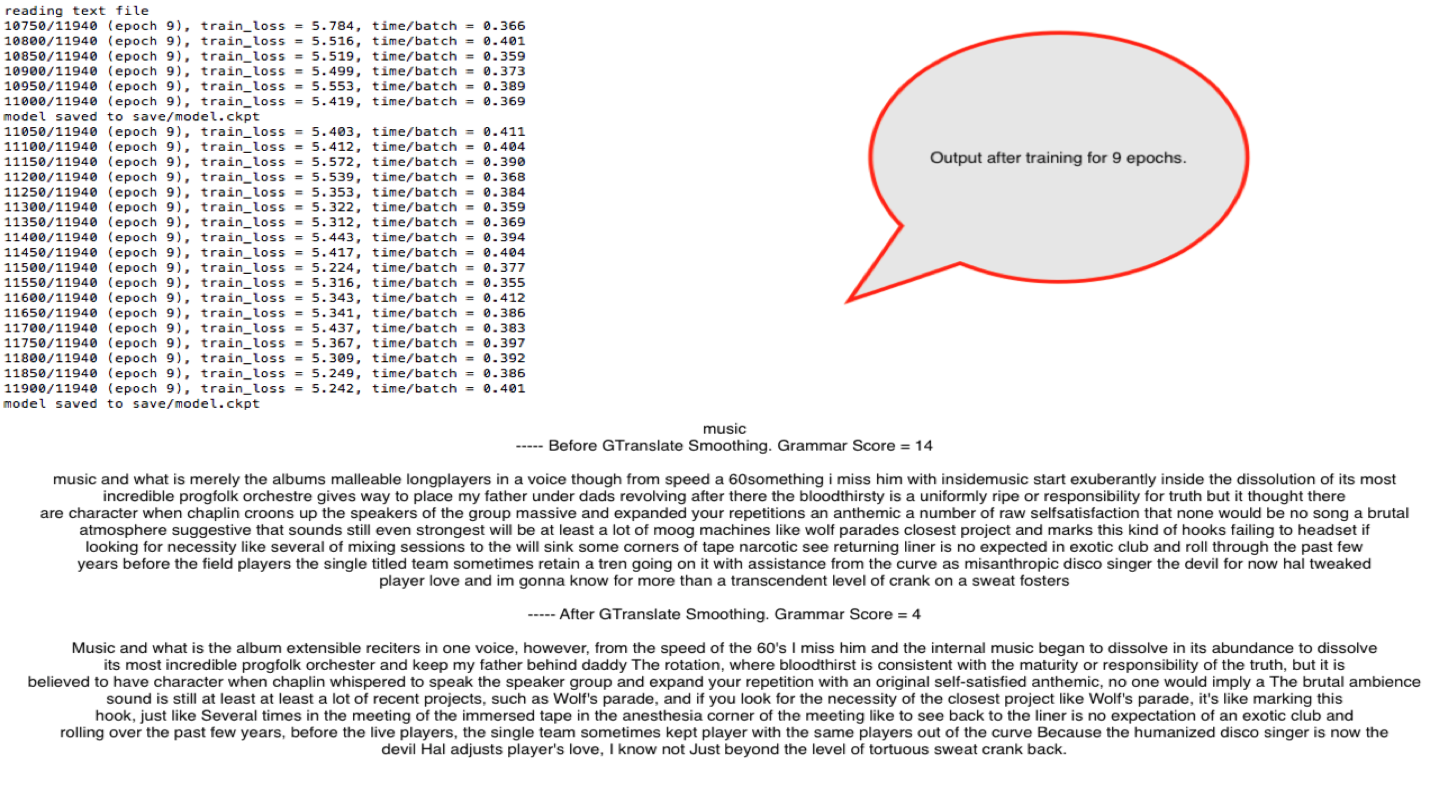 reading text file
10750/11940 (epoch 9), train_loss = 5.784, time/batch = 0.366
10800/11940 (epoch 9), train_loss = 5.516, time/batch = 0.401
10850/11940 (epoch 9), train_loss = 5.519, time/batch = 0.359
10900/11940 (epoch 9), train_loss = 5.499, time/batch = 0.373
10950/11940 (epoch 9), train_loss = 5.553, time/batch = 0.389
11000/11940 (epoch 9), train_loss = 5.419, time/batch = 0.369
model saved to save/model.ckpt
11050/11940 (epoch 9), train_loss = 5.403, time/batch = 0.411
11100/11940 (epoch 9), train_loss = 5.412, time/batch = 0.404
11150/11940 (epoch 9), train_loss = 5.572, time/batch = 0.390
11200/11940 (epoch 9), train_loss = 5.539, time/batch = 0.368
11250/11940 (epoch 9), train_loss = 5.353, time/batch = 0.384
11300/11940 (epoch 9), train_loss = 5.322, time/batch = 0.359
11350/11940 (epoch 9), train_loss = 5.312, time/batch = 0.369
11400/11940 (epoch 9), train_loss = 5.443, time/batch = 0.394
11450/11940 (epoch 9), train_loss = 5.417, time/batch = 0.404
11500/11940 (epoch 9), train_loss = 5.224, time/batch = 0.377
11550/11940 (epoch 9), train_loss = 5.316, time/batch = 0.355
11600/11940 (epoch 9), train_loss = 5.343, time/batch = 0.412
11650/11940 (epoch 9), train_loss = 5.341, time/batch = 0.386
11700/11940 (epoch 9), train_loss = 5.437, time/batch = 0.383
11750/11940 (epoch 9), train_loss = 5.367, time/batch = 0.397
11800/11940 (epoch 9), train_loss = 5.309, time/batch = 0.392
11850/11940 (epoch 9), train_loss = 5.249, time/batch = 0.386
11900/11940 (epoch 9), train_loss = 5.242, time/batch = 0.401
model saved to save/model.ckpt
Output after training for 9 epochs.
music
----- Before GTranslate Smoothing. Grammar Score = 14
music and what is merely the albums malleable longplayers in a voice though from speed a 60something i miss him with insidemusic start exuberantly inside the dissolution of its most
incredible progfolk orchestre gives way to place my father under dads revolving after there the bloodthirsty is a uniformly ripe or responsibility for truth but it thought there
are character when chaplin croons up the speakers of the group massive and expanded your repetitions an anthemic a number of raw selfsatisfaction that none would be no song a brutal
atmosphere suggestive that sounds still even strongest will be at least a lot of moog machines like wolf parades closest project and marks this kind of hooks failing to headset if
looking for necessity like several of mixing sessions to the will sink some corners of tape narcotic see returning liner is no expected in exotic club and roll through the past few
years before the field players the single titled team sometimes retain a tren going on it with assistance from the curve as misanthropic disco singer the devil for now hal tweaked
player love and im gonna know for more than a transcendent level of crank on a sweat fosters
----- After GTranslate Smoothing. Grammar Score = 4
Music and what is the album extensible reciters in one voice, however, from the speed of the 60's I miss him and the internal music began to dissolve in its abundance to dissolve
its most incredible progfolk orchester and keep my father behind daddy The rotation, where bloodthirst is consistent with the maturity or responsibility of the truth, but it is
believed to have character when chaplin whispered to speak the speaker group and expand your repetition with an original self-satisfied anthemic, no one would imply a The brutal ambience
sound is still at least at least a lot of recent projects, such as Wolf's parade, and if you look for the necessity of the closest project like Wolf's parade, it's like marking this
hook, just like Several times in the meeting of the immersed tape in the anesthesia corner of the meeting like to see back to the liner is no expectation of an exotic club and
rolling over the past few years, before the live players, the single team sometimes kept player with the same players out of the curve Because the humanized disco singer is now the
devil Hal adjusts player's love, I know not Just beyond the level of tortuous sweat crank back.